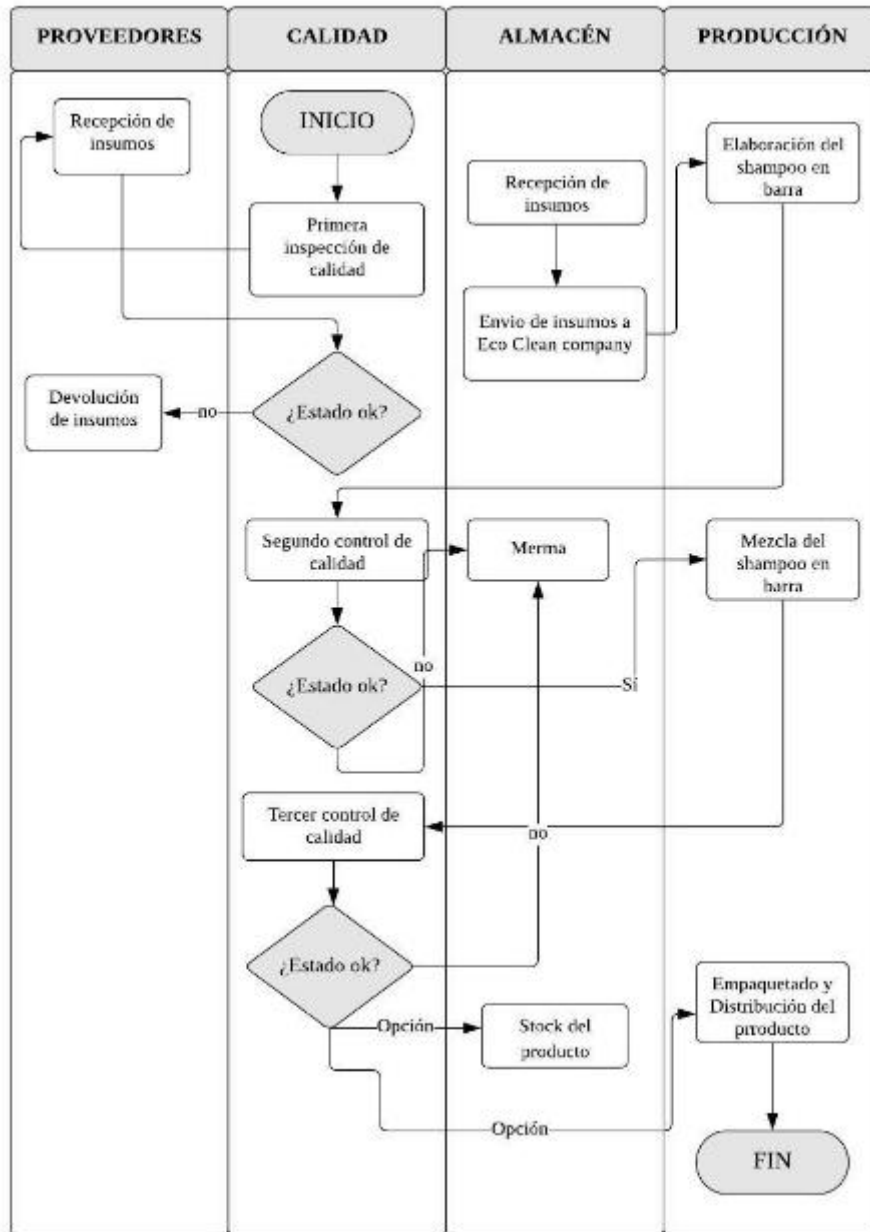 PROVEEDORES
CALIDAD
ALMACÉN
PRODUCCIÓN
Recepción de
insumos
INICIO
Elaboración del
shampoo en
barra
Recepción de
insumos
Primera
inspección de
calidad
Envio de insumos a
Eco Clean company
Devolución
de insumos
no
¿Estado ok?
Segundo control de
calidad
Merma
Mezcla del
shampoo en
barra
¿Estado ok?
no
Sí
Tercer control de
calidad
no
¿Estado ok?
Empaquetado y
Distribución del
prroducto
Opción
Stock del
producto
Opción
FIN